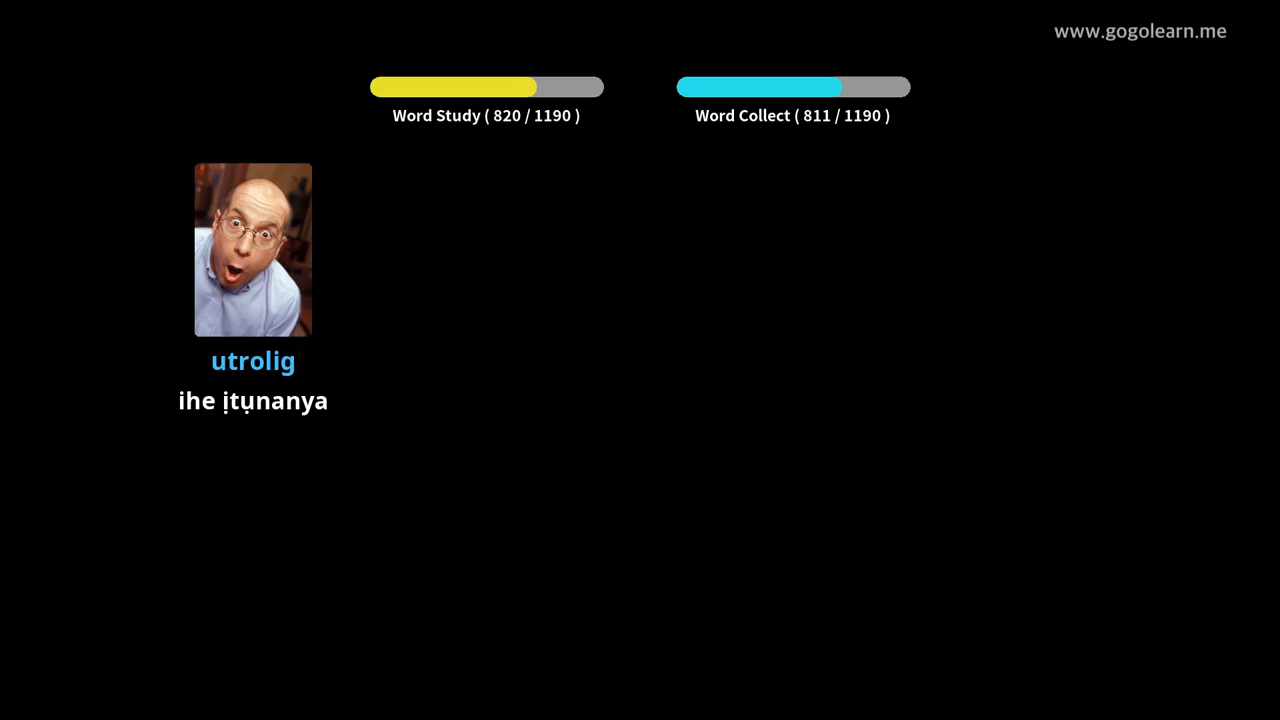 www.gogolearn.me
Word Study ( 820 / 1190 )
Word Collect ( 811 / 1190 )
utrolig
ihe ịtụnanya